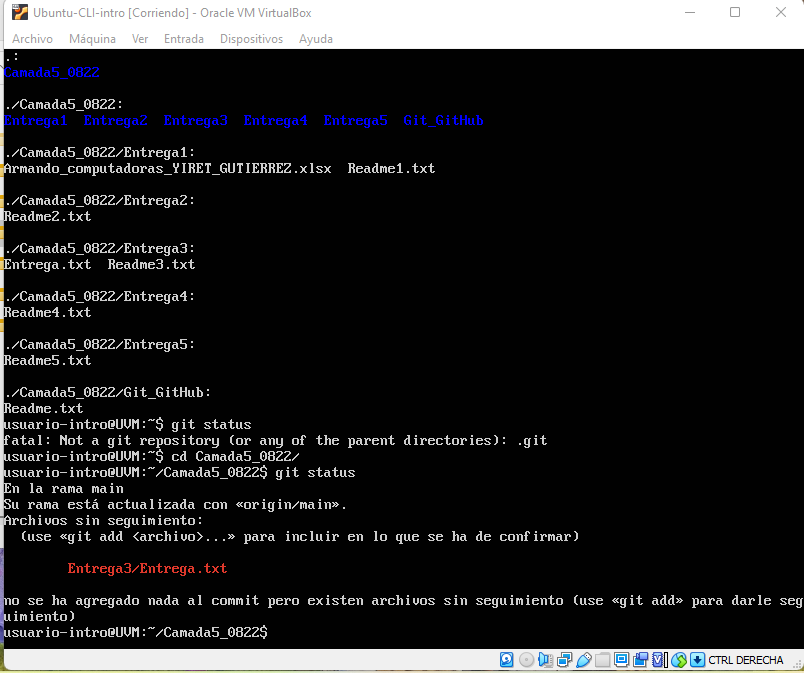 Ubuntu-CLI-intro [Corriendo] - Oracle VM VirtualBox
Archivo Máquina Ver Entrada Dispositivos Ayuda
.:
Camada5_0822
./Camada5_0822:
Entrega1 Entrega2 Entrega3 Entrega4 Entrega5 Git_GitHub
./Camada5_0822/Entrega1:
Armando_computadoras_YIRET_GUTIERREZ.xlsx Readme1.txt
./Camada5_0822/Entrega2:
Readme2.txt
./Camada5_0822/Entrega3:
Entrega.txt Readme3.txt
./Camada5_0822/Entrega4:
Readme4.txt
./Camada5_0822/Entrega5:
Readme5.txt
./Camada5_0822/Git_GitHub:
Readme.txt
usuario-intro@UVM:~$ git status
fatal: Not a git repository (or any of the parent directories): .git
usuario-intro@UVM:~$ cd Camada5_0822/
usuario-intro@UVM:~/Camada5_0822$ git status
En la rama main
Su rama está actualizada con «origin/main».
Archivos sin seguimiento:
(use «git add <archivo>...» para incluir en lo que se ha de confirmar)
Entrega3/Entrega.txt
no se ha agregado nada al commit pero existen archivos sin seguimiento (use «git add» para darle seg
uimiento)
usuario-intro@UVM:~/Camada5_0822$
CTRL DERECHA